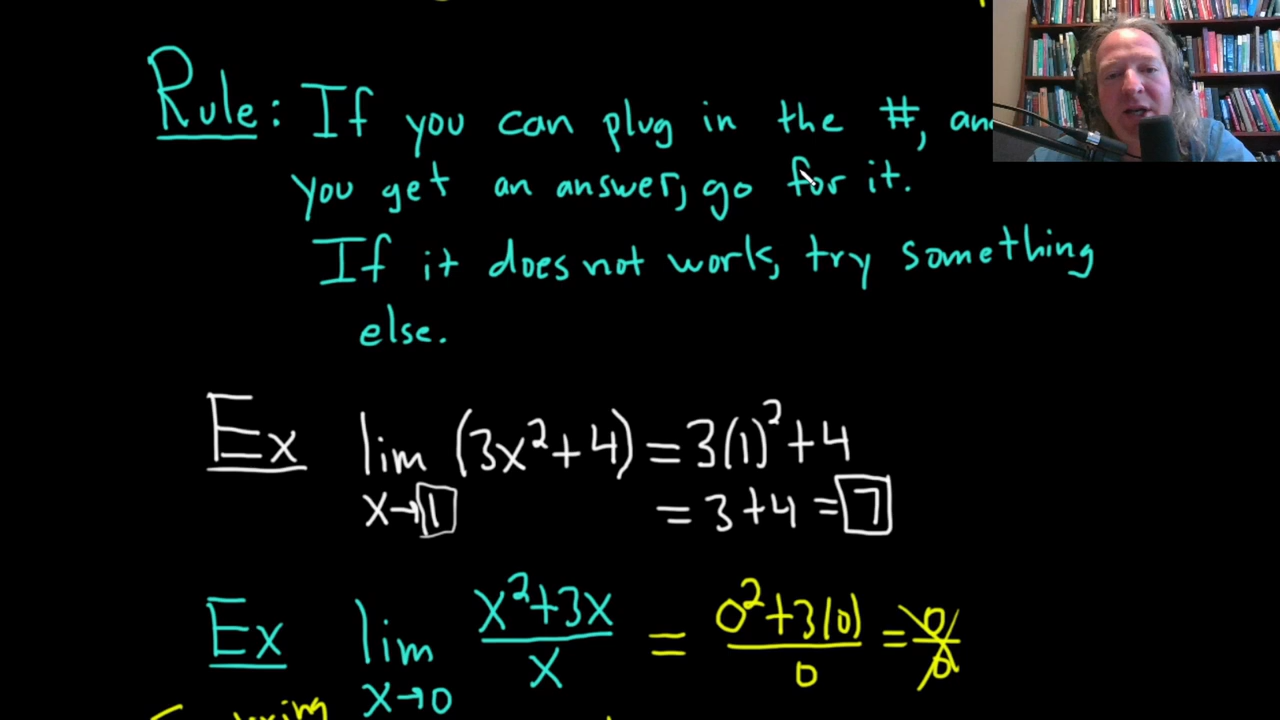 Rule: If you can plug in the #, an
you get an answer, go for it.
If it does not work, try something
else.
Ex lim (3x²+4) = 3(1)²+4
x→1 = 3+4 = 7
Ex lim x²+3x / x = 0²+3(0) / 0 = 0/0
x→0